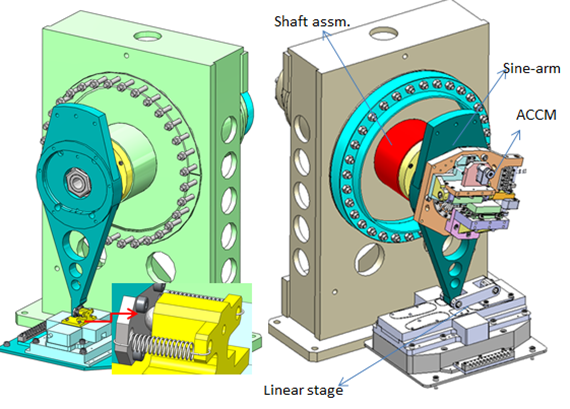 Shaft assm.
Sine-arm
ACCM
Linear stage